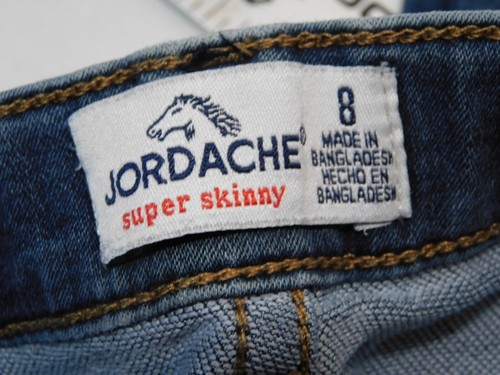 JORDACHE®
super skinny
8
MADE IN
BANGLADESH
HECHO EN
BANGLADESH